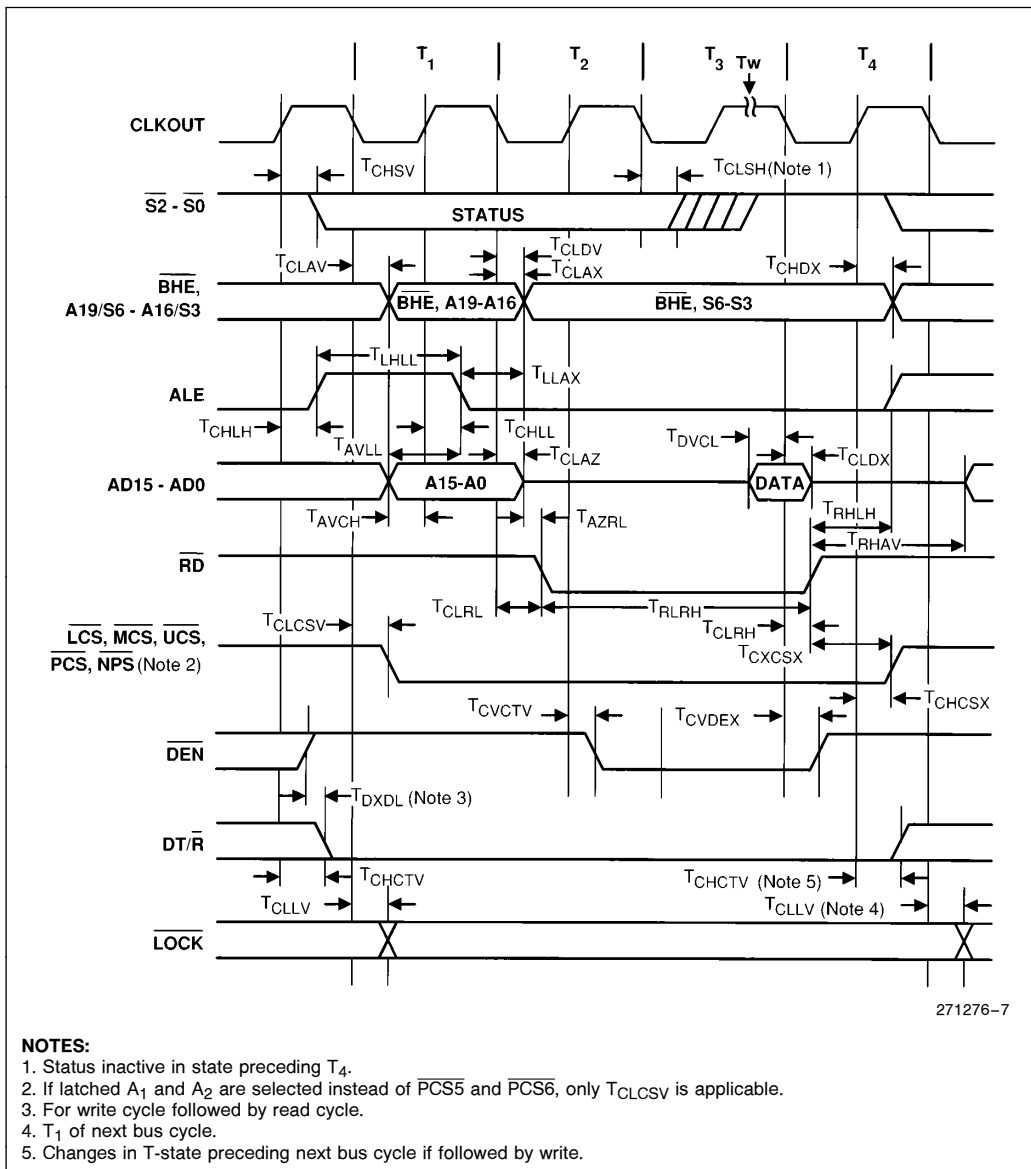 T1 T2 T3 TW T4
CLKOUT
TCHSV TCLSH (Note 1)
S2 - S0 STATUS
TCLDV
TCLAV TCLAX TCHDX
BHE,
A19/S6 - A16/S3
BHE, A19-A16 BHE, S6-S3
TLHLL
TLLAX
ALE
TCHLH TCHLL
TAVLL TDVCL
TCLAZ TCLDX
AD15 - AD0 A15-A0 DATA
TRHLH
TAVCH TAZRL
TRHAV
RD
TCLRL TRLRH
TCLCSV TCLRH
LCS, MCS, UCS,
PCS, NPS (Note 2)
TCXCSX
TCHCSX
TCVCTV TCVDEX
DEN
TDXDL (Note 3)
DT/R
TCHCTV TCHCTV (Note 5)
TCLLV TCLLV (Note 4)
LOCK
271276-7
NOTES:
1. Status inactive in state preceding T4.
2. If latched A1 and A2 are selected instead of PCS5 and PCS6, only TCLCSV is applicable.
3. For write cycle followed by read cycle.
4. T1 of next bus cycle.
5. Changes in T-state preceding next bus cycle if followed by write.